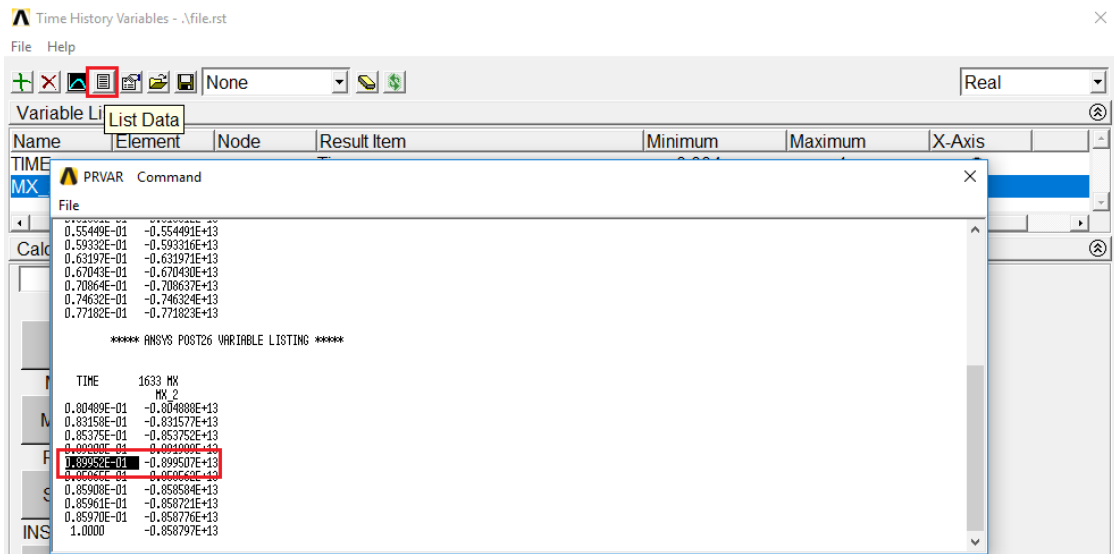 Time History Variables - .\file.rst
File Help
None
Real
Variable Li
List Data
Name Element Node Result Item Minimum Maximum X-Axis
TIME
MX_
PRVAR Command
File
0.55449E-01 -0.554491E+13
0.59332E-01 -0.593316E+13
0.63197E-01 -0.631971E+13
0.67043E-01 -0.670430E+13
0.70864E-01 -0.708637E+13
0.74632E-01 -0.746324E+13
0.77182E-01 -0.771823E+13
Calc
***** ANSYS POST26 VARIABLE LISTING *****
TIME 1633 MX
MX_2
0.80489E-01 -0.804888E+13
0.83158E-01 -0.831577E+13
0.85375E-01 -0.853752E+13
0.89952E-01 -0.899507E+13
0.85908E-01 -0.858584E+13
0.85961E-01 -0.858721E+13
0.85970E-01 -0.858776E+13
1.0000 -0.858797E+13
INS